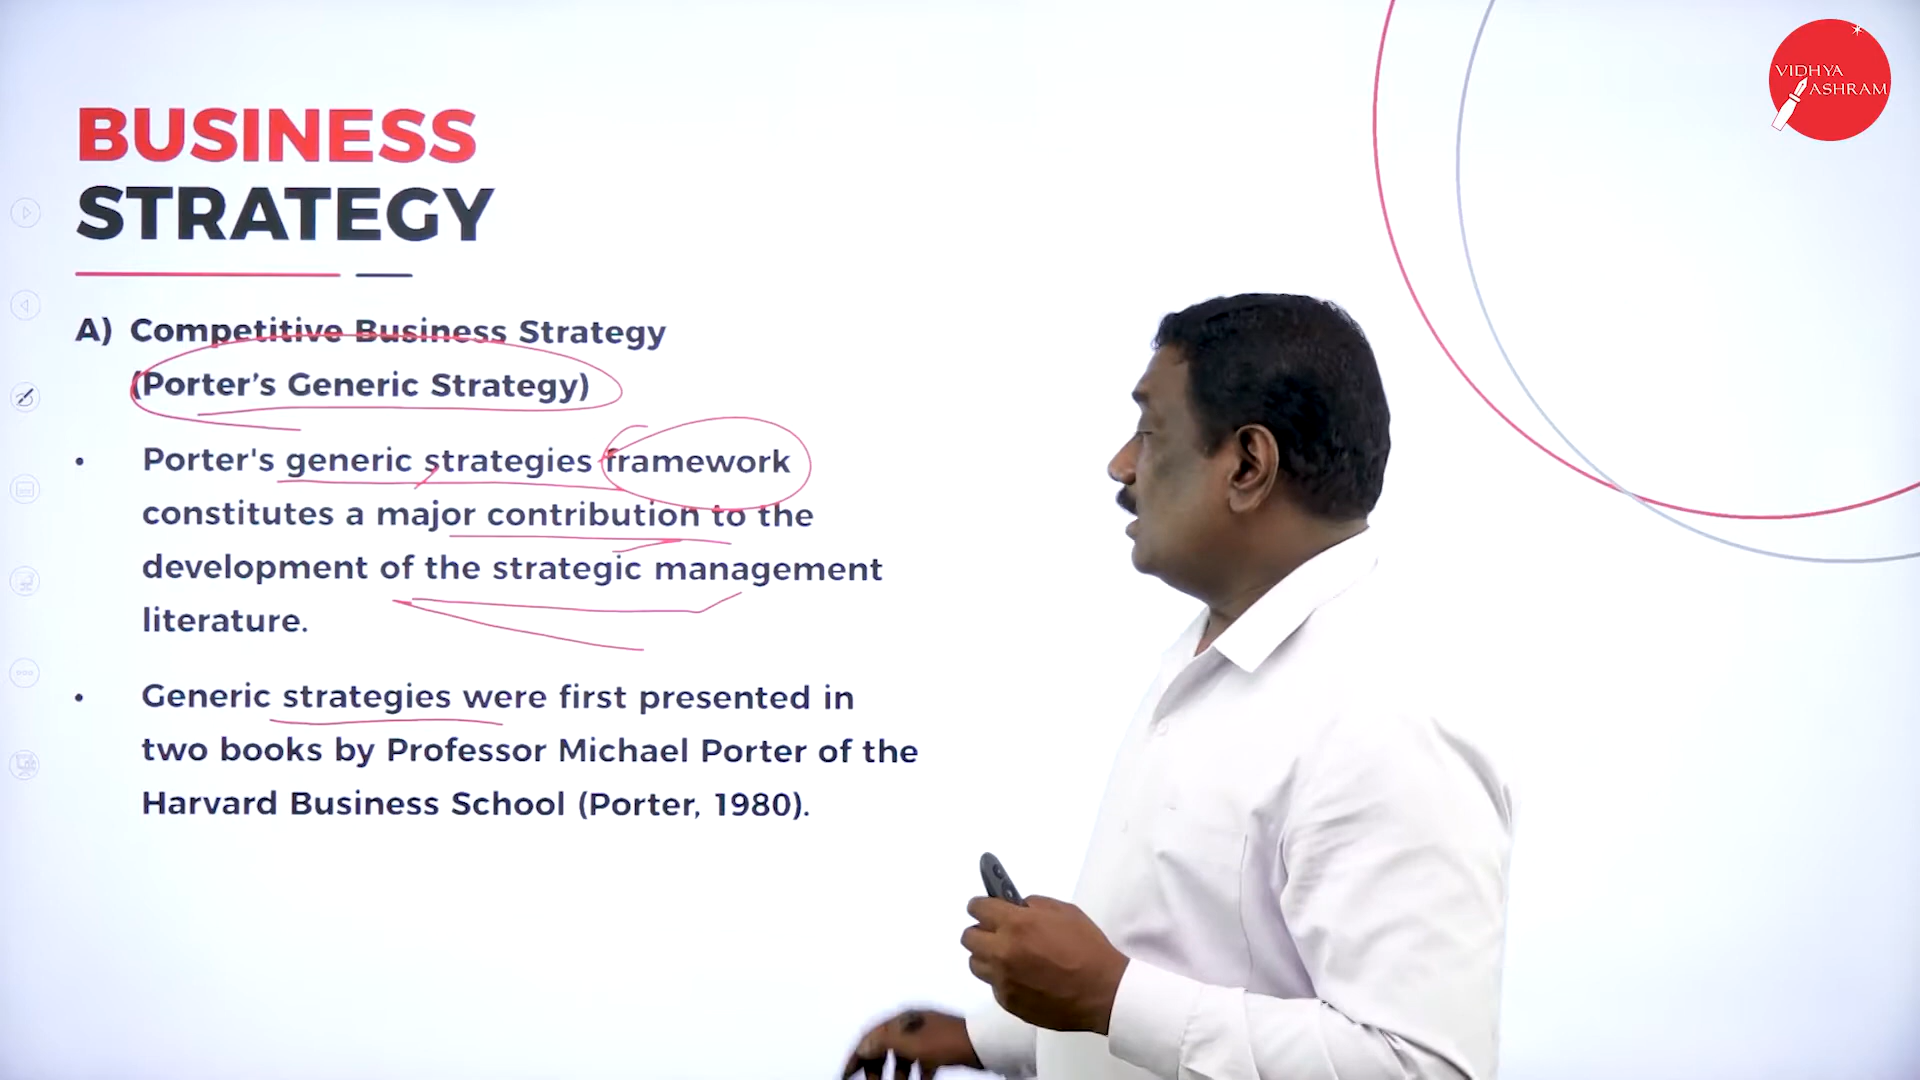 VIDHYA
ASHRAM
BUSINESS
STRATEGY
A) Competitive Business Strategy
(Porter’s Generic Strategy)
• Porter's generic strategies framework
constitutes a major contribution to the
development of the strategic management
literature.
• Generic strategies were first presented in
two books by Professor Michael Porter of the
Harvard Business School (Porter, 1980).